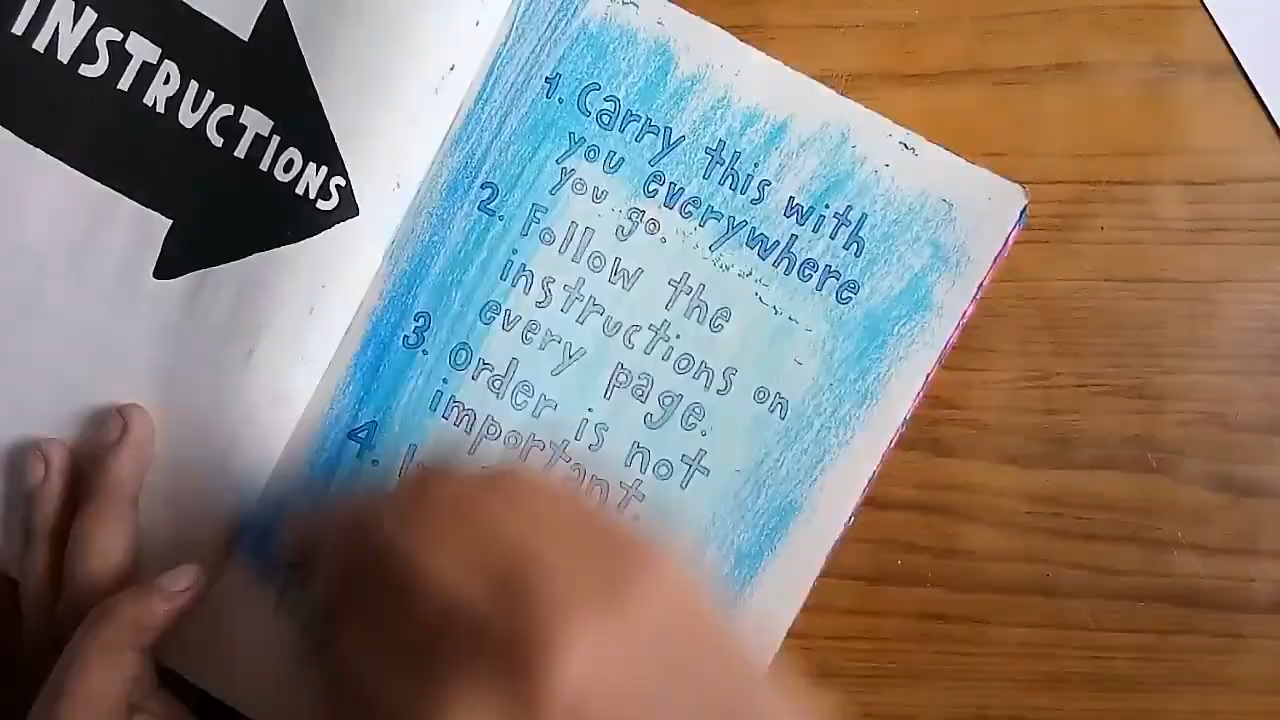 INSTRUCTIONS
1. Carry this with
you everywhere
you go.
2. Follow the
instructions on
every page.
3. Order is not
important.
4.